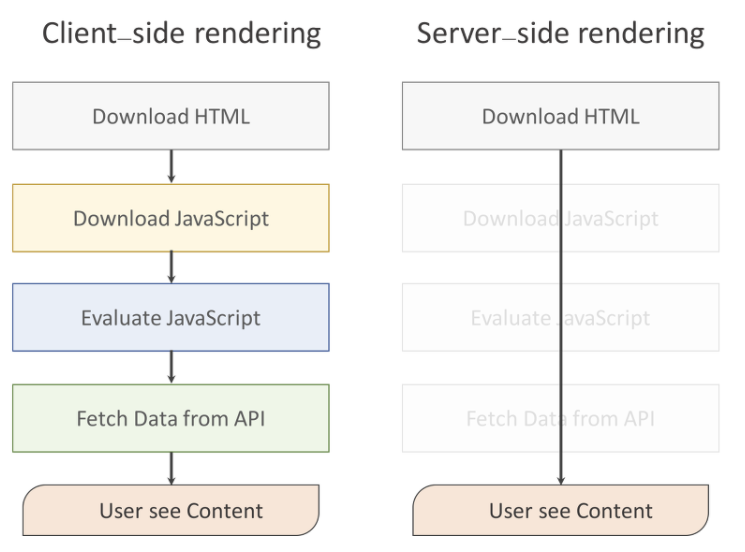 Client–side rendering
Download HTML
Download JavaScript
Evaluate JavaScript
Fetch Data from API
User see Content
Server–side rendering
Download HTML
Download JavaScript
Evaluate JavaScript
Fetch Data from API
User see Content